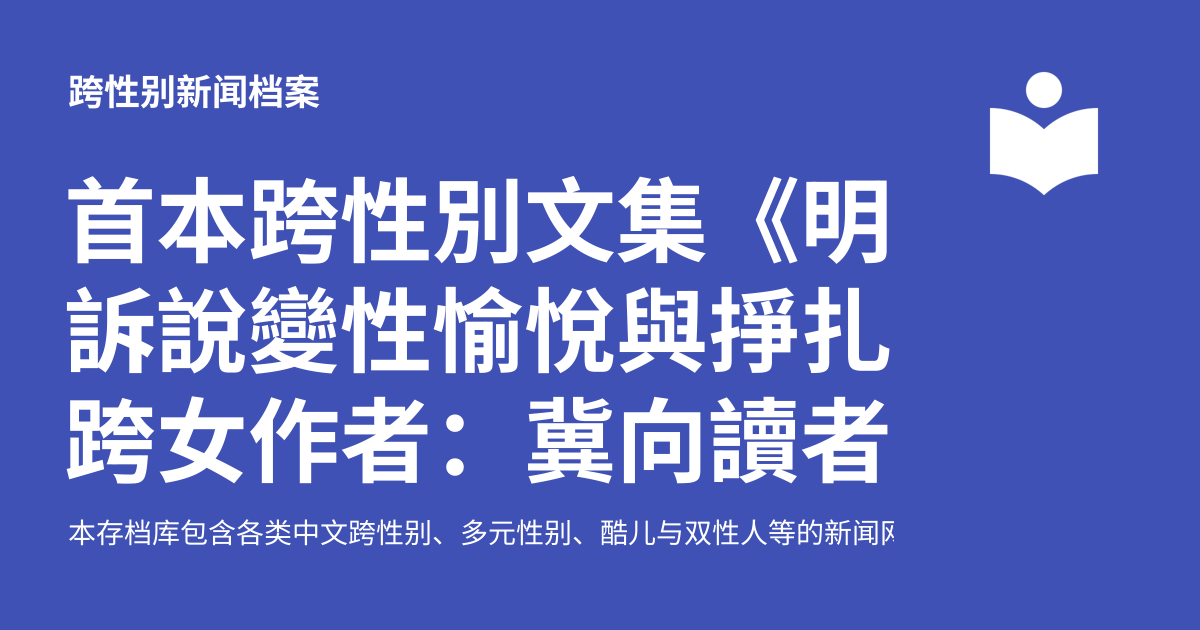 跨性别新闻档案
首本跨性別文集《明
訴說變性愉悅與掙扎
跨女作者：冀向讀者
本存档库包含各类中文跨性别、多元性别、酷儿与双性人等的新闻网